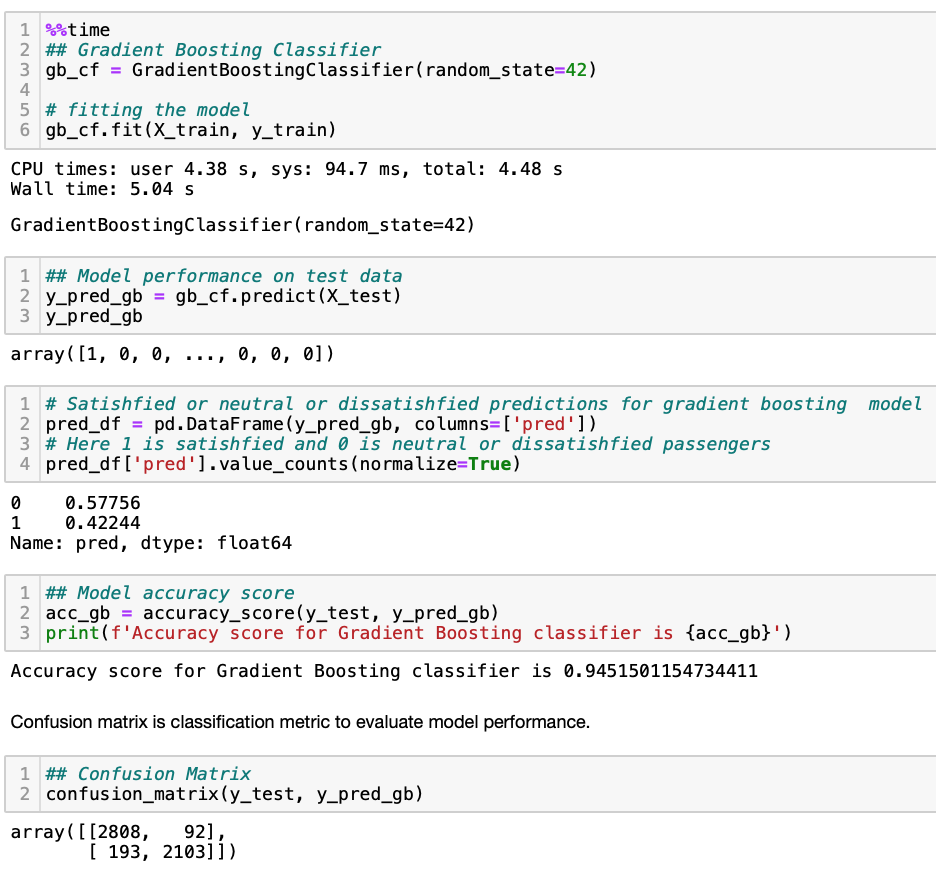 1 %%time
2 ## Gradient Boosting Classifier
3 gb_cf = GradientBoostingClassifier(random_state=42)
4
5 # fitting the model
6 gb_cf.fit(X_train, y_train)
CPU times: user 4.38 s, sys: 94.7 ms, total: 4.48 s
Wall time: 5.04 s
GradientBoostingClassifier(random_state=42)
1 ## Model performance on test data
2 y_pred_gb = gb_cf.predict(X_test)
3 y_pred_gb
array([1, 0, 0, ..., 0, 0, 0])
1 # Satishfied or neutral or dissatishfied predictions for gradient boosting  model
2 pred_df = pd.DataFrame(y_pred_gb, columns=['pred'])
3 # Here 1 is satishfied and 0 is neutral or dissatishfied passengers
4 pred_df['pred'].value_counts(normalize=True)
0    0.57756
1    0.42244
Name: pred, dtype: float64
1 ## Model accuracy score
2 acc_gb = accuracy_score(y_test, y_pred_gb)
3 print(f'Accuracy score for Gradient Boosting classifier is {acc_gb}')
Accuracy score for Gradient Boosting classifier is 0.9451501154734411
Confusion matrix is classification metric to evaluate model performance.
1 ## Confusion Matrix
2 confusion_matrix(y_test, y_pred_gb)
array([[2808,   92],
       [ 193, 2103]])